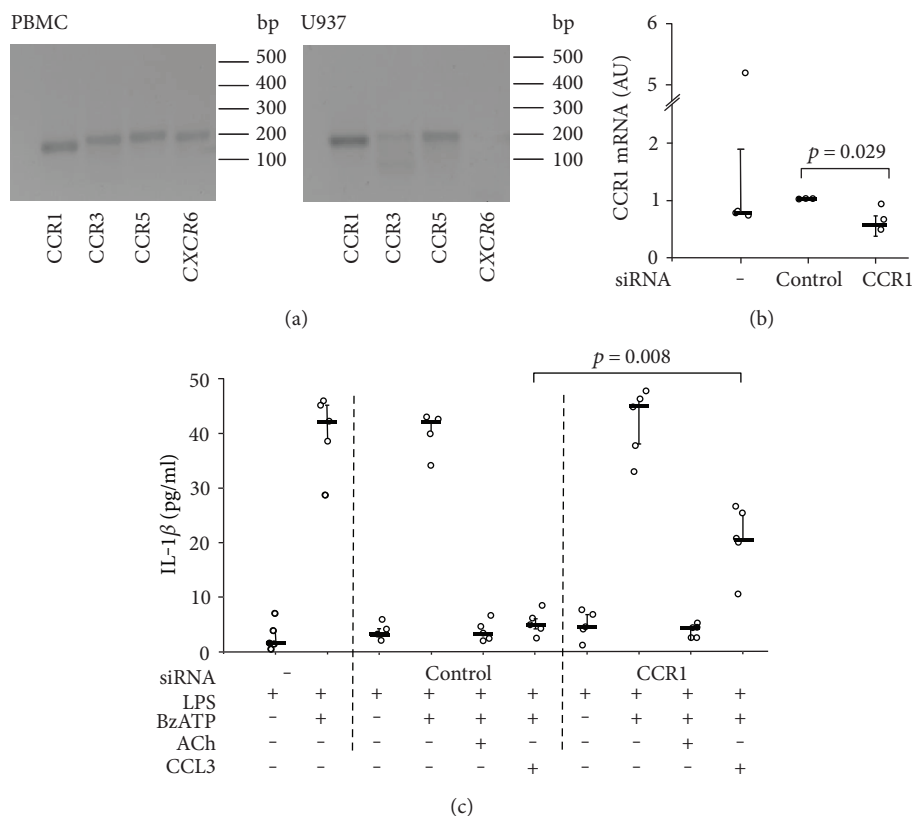 PBMC bp U937 bp
500
400
300
200
100
500
400
300
200
100
CCR1 CCR3 CCR5 CXCR6
CCR1 CCR3 CCR5 CXCR6
(a)
CCR1 mRNA (AU)
6
5
2
1
0
p = 0.029
siRNA – Control CCR1
(b)
p = 0.008
IL-1β (pg/ml)
50
40
30
20
10
0
siRNA – Control CCR1
LPS + + + + + + + + + +
BzATP – + – + + + – + + +
ACh – – – – + – – – + –
CCL3 – – – – – + – – – +
(c)